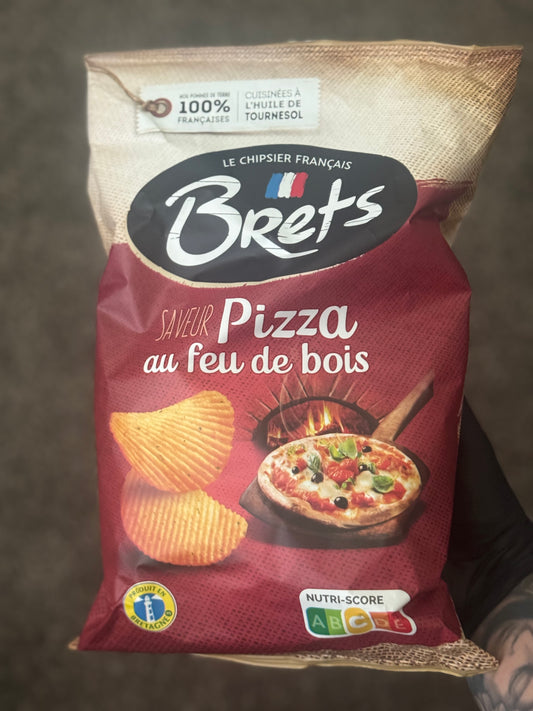 NOS POMMES DE TERRE
100%
FRANÇAISES
CUISINÉES À
L'HUILE DE
TOURNESOL
LE CHIPSIER FRANÇAIS
BRETS
SAVEUR Pizza
au feu de bois
PRODUIT EN
BRETAGNE
NUTRI-SCORE
A B C D E